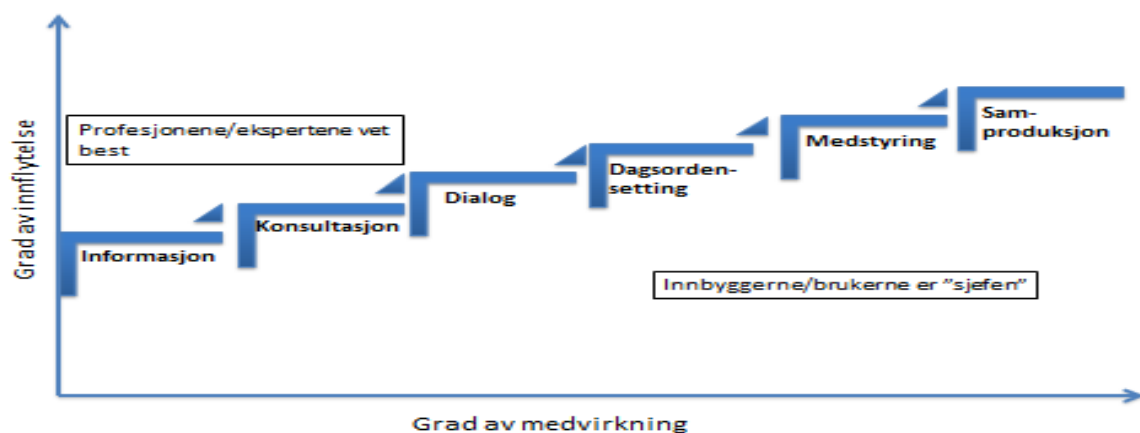 Grad av innflytelse
Profesjonene/ekspertene vet
best
Sam-
produksjon
Medstyring
Dagsorden-
setting
Dialog
Konsultasjon
Informasjon
Innbyggerne/brukerne er ”sjefen”
Grad av medvirkning